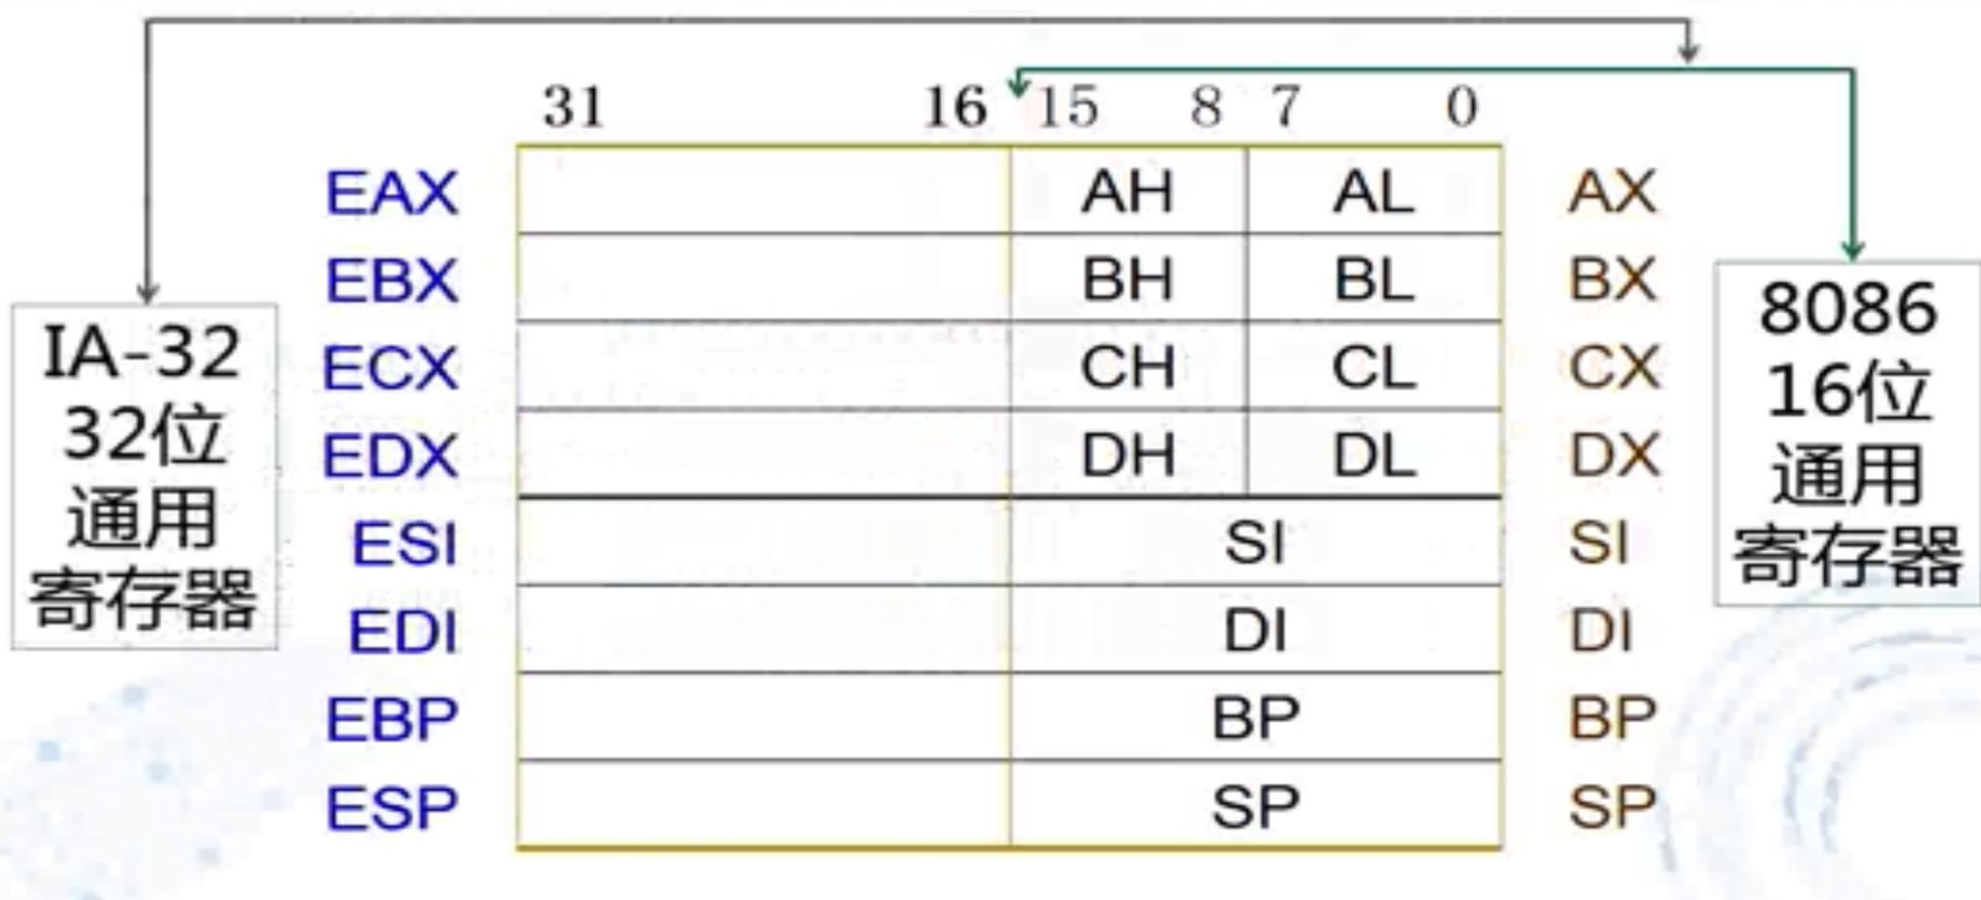 31 16 15 8 7 0
EAX AH AL AX
EBX BH BL BX
ECX CH CL CX
EDX DH DL DX
ESI SI SI
EDI DI DI
EBP BP BP
ESP SP SP
IA-32
32位
通用
寄存器
8086
16位
通用
寄存器